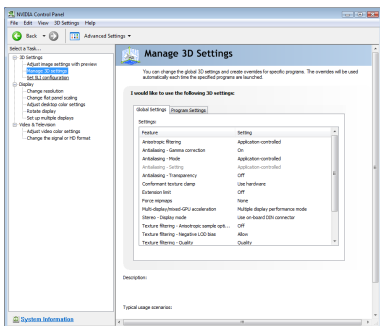 NVIDIA Control Panel
File Edit View 3D Settings Help
Back
Advanced Settings
Select a Task...
3D Settings
Adjust image settings with preview
Manage 3D settings
Set SLI configuration
Display
Change resolution
Change flat panel scaling
Adjust desktop color settings
Rotate display
Set up multiple displays
Video & Television
Adjust video color settings
Change the signal or HD format
System Information
Manage 3D Settings
You can change the global 3D settings and create overrides for specific programs. The overrides will be used
automatically each time the specified programs are launched.
I would like to use the following 3D settings:
Global Settings Program Settings
Settings:
Feature Setting
Anisotropic filtering Application-controlled
Antialiasing - Gamma correction On
Antialiasing - Mode Application-controlled
Antialiasing - Setting Application-controlled
Antialiasing - Transparency Off
Conformant texture clamp Use hardware
Extension limit Off
Force mipmaps None
Multi-display/mixed-GPU acceleration Multiple display performance mode
Stereo - Display mode Use on-board DIN connector
Texture filtering - Anisotropic sample opti... Off
Texture filtering - Negative LOD bias Allow
Texture filtering - Quality Quality
Description:
Typical usage scenarios: